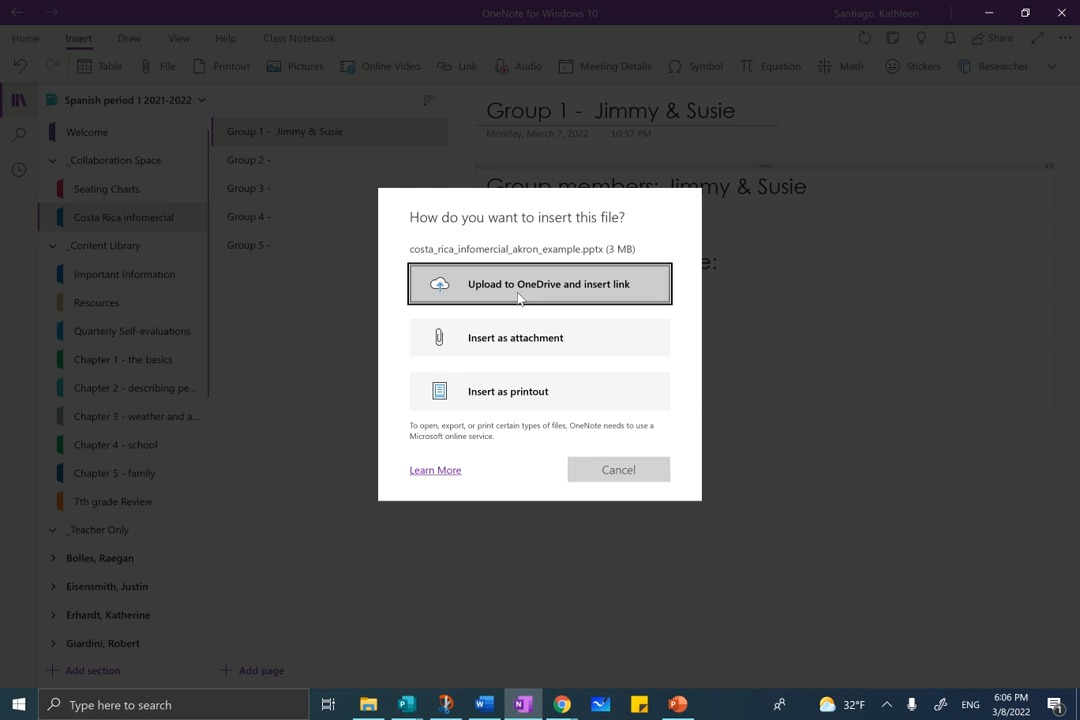 OneNote for Windows 10
Santiago, Kathleen
Home Insert Draw View Help Class Notebook
Share
Table File Printout Pictures Online Video Link Audio Meeting Details Symbol Equation Math Stickers Researcher
Spanish period 1 2021-2022
Welcome
_Collaboration Space
Seating Charts
Costa Rica infomercial
_Content Library
Important Information
Resources
Quarterly Self-evaluations
Chapter 1 - the basics
Chapter 2 - describing pe...
Chapter 3 - weather and a...
Chapter 4 - school
Chapter 5 - family
7th grade Review
_Teacher Only
Bolles, Raegan
Eisensmith, Justin
Erhardt, Katherine
Giardini, Robert
Add section
Group 1 - Jimmy & Susie
Group 2 -
Group 3 -
Group 4 -
Group 5 -
Add page
Group 1 - Jimmy & Susie
Monday, March 7, 2022 10:57 PM
Group members: Jimmy & Susie
How do you want to insert this file?
costa_rica_infomercial_akron_example.pptx (3 MB)
Upload to OneDrive and insert link
Insert as attachment
Insert as printout
To open, export, or print certain types of files, OneNote needs to use a
Microsoft online service.
Learn More
Cancel
Type here to search
32°F
ENG
6:06 PM
3/8/2022
1